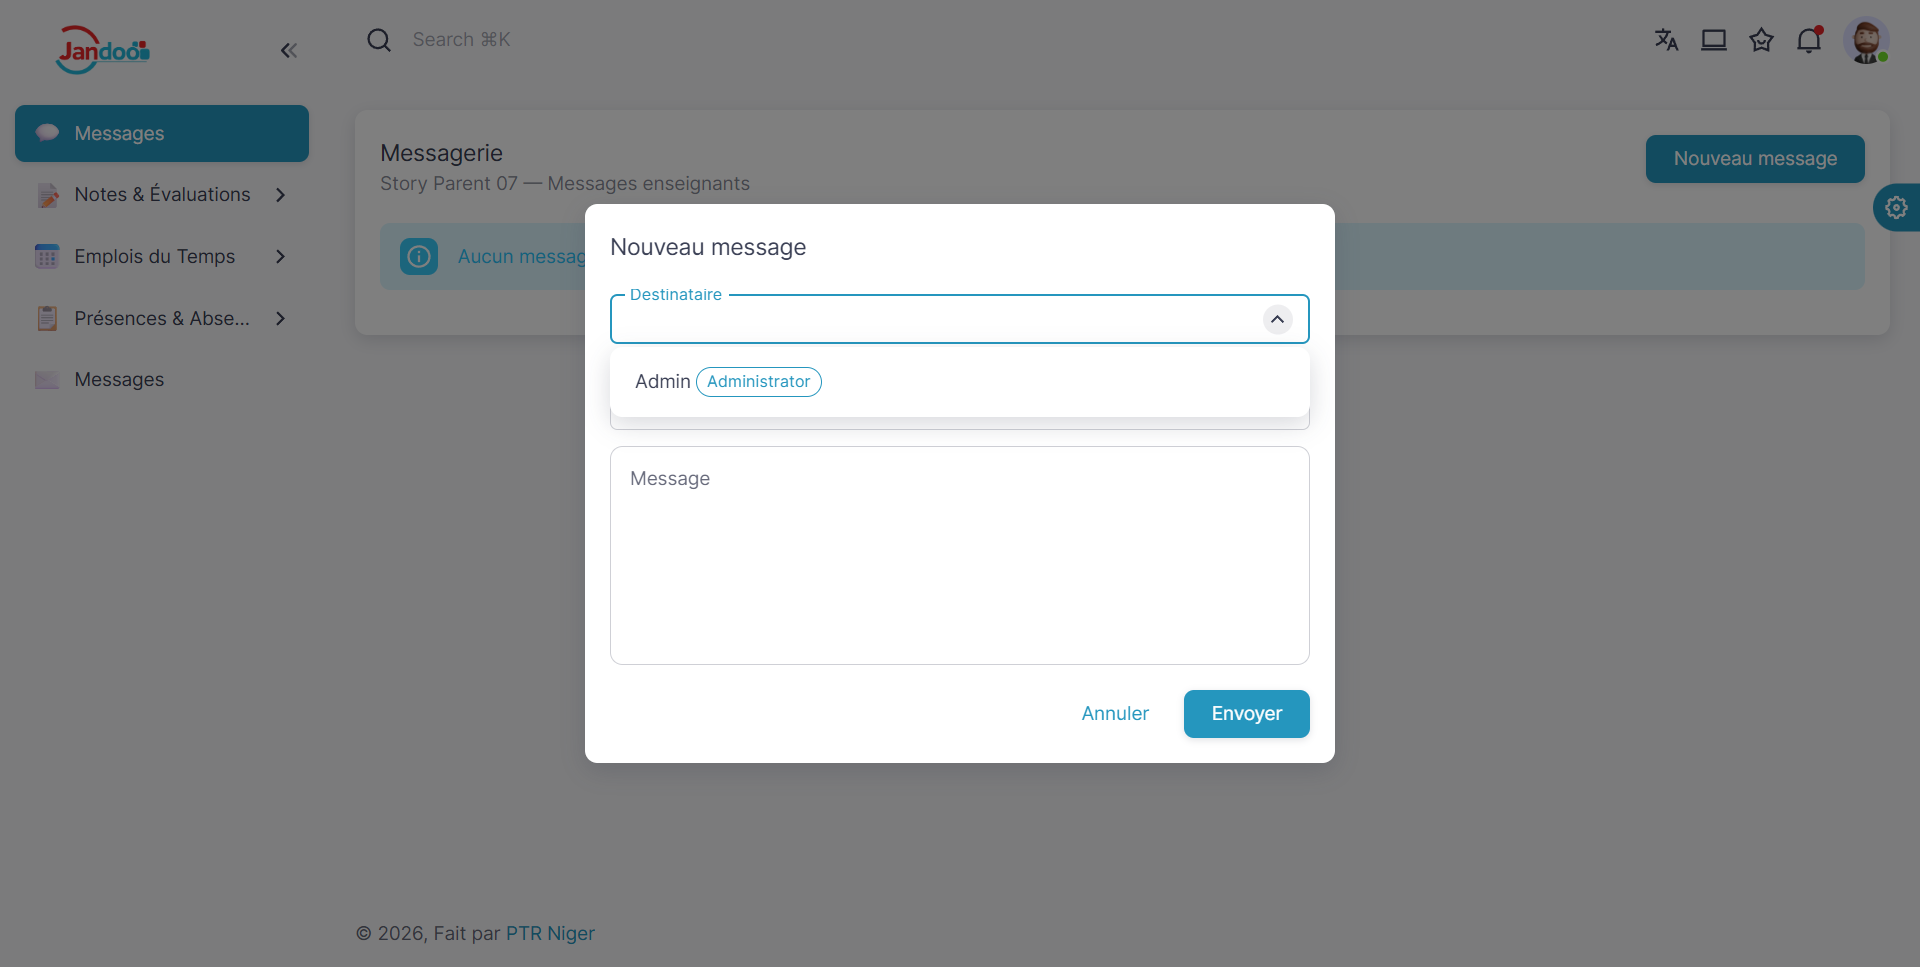 Jandoo
Search ⌘K
Messages
Notes & Évaluations
Emplois du Temps
Présences & Abse...
Messages
Messagerie
Story Parent 07 — Messages enseignants
Nouveau message
Aucun messag
Nouveau message
Destinataire
Admin Administrator
Message
Annuler
Envoyer
© 2026, Fait par PTR Niger